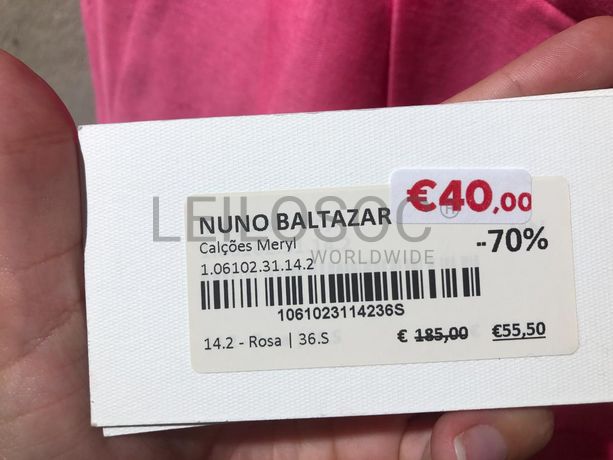 €40,00
NUNO BALTAZAR
-70%
Calções Meryl
1.06102.31.14.2
1061023114236S
14.2 - Rosa | 36.S € 185,00 €55,50
LEILOSOC®
WORLDWIDE